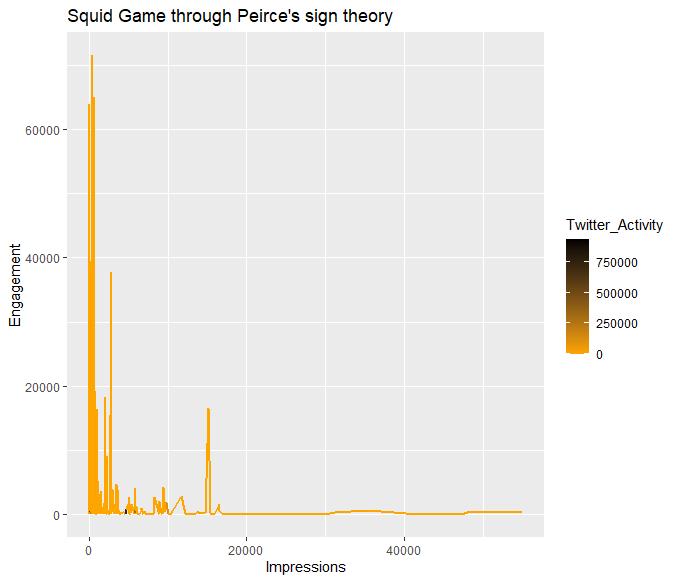 Squid Game through Peirce's sign theory
Engagement
60000
40000
20000
0
0
20000
40000
Impressions
Twitter_Activity
750000
500000
250000
0